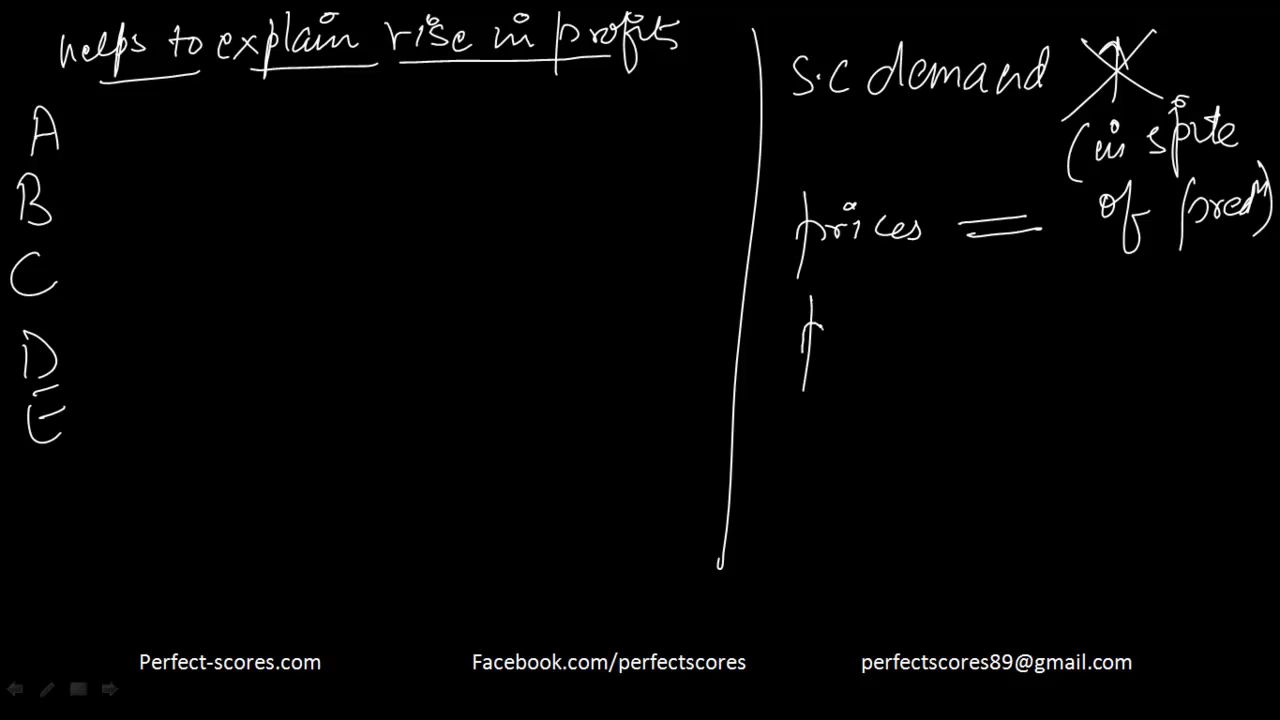 helps to explain rise in profits
A
B
C
D
E
S.C demand ↑
(in spite
of pred^n)
prices =
p
Perfect-scores.com
Facebook.com/perfectscores
perfectscores89@gmail.com